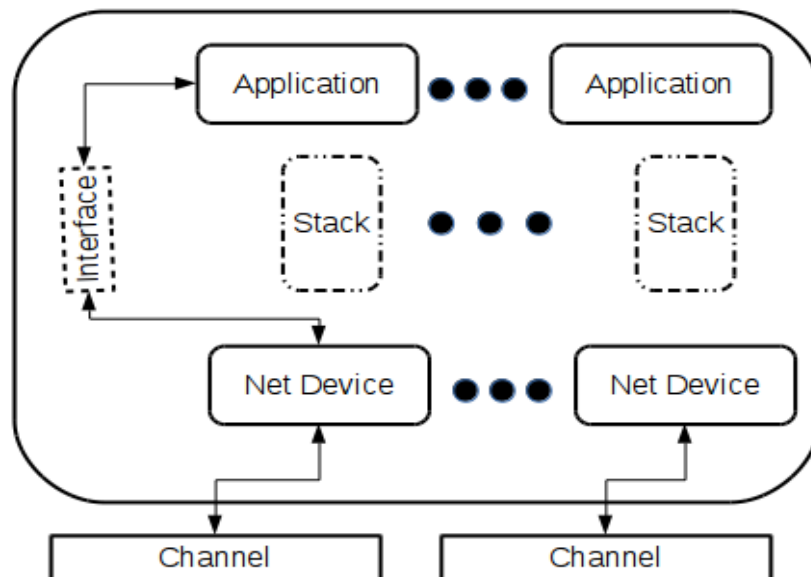 Application
Application
Interface
Stack
Stack
Net Device
Net Device
Channel
Channel